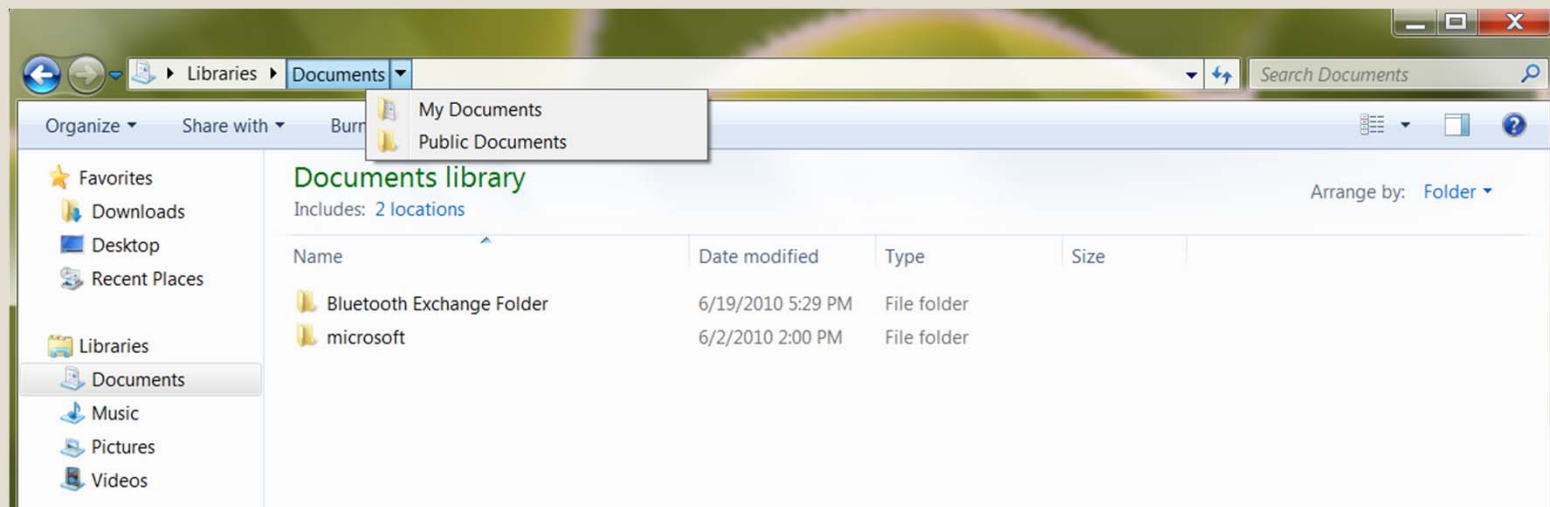 Libraries Documents Search Documents
My Documents
Public Documents
Organize Share with Burn
Favorites
Downloads
Desktop
Recent Places
Libraries
Documents
Music
Pictures
Videos
Documents library
Includes: 2 locations
Arrange by: Folder
Name Date modified Type Size
Bluetooth Exchange Folder 6/19/2010 5:29 PM File folder
microsoft 6/2/2010 2:00 PM File folder